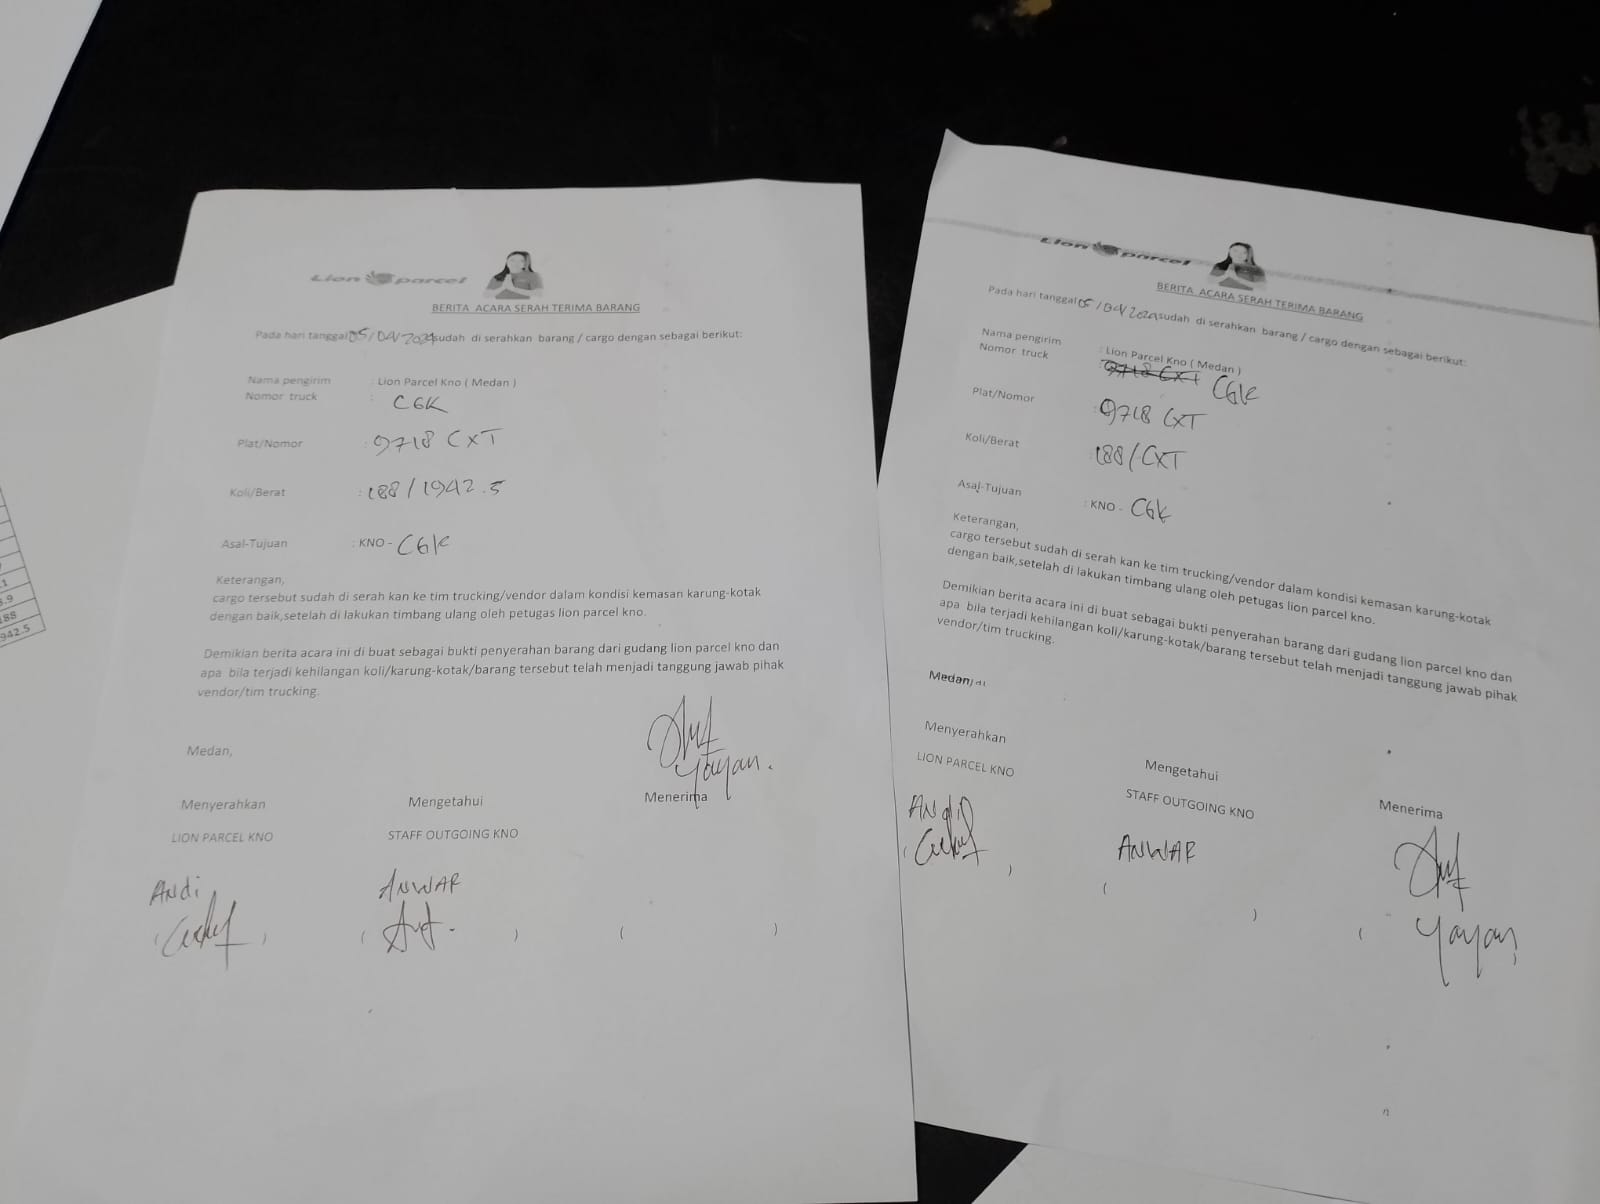 1
3.9
188
942.5
Lion parcel
BERITA ACARA SERAH TERIMA BARANG
Pada hari tanggal 05/04/2024 sudah di serahkan barang / cargo dengan sebagai berikut:
Nama pengirim : Lion Parcel Kno ( Medan )
Nomor truck : CGK
Plat/Nomor : 9718 CXT
Koli/Berat : 188/1942.5
Asal-Tujuan : KNO - CGK
Keterangan,
cargo tersebut sudah di serah kan ke tim trucking/vendor dalam kondisi kemasan karung-kotak
dengan baik,setelah di lakukan timbang ulang oleh petugas lion parcel kno.
Demikian berita acara ini di buat sebagai bukti penyerahan barang dari gudang lion parcel kno dan
apa bila terjadi kehilangan koli/karung-kotak/barang tersebut telah menjadi tanggung jawab pihak
vendor/tim trucking.
Medan,
Yayan.
Menyerahkan Mengetahui Menerima
LION PARCEL KNO STAFF OUTGOING KNO
ANdi ANWAR
( ) ( ) ( )
Lion parcel
BERITA ACARA SERAH TERIMA BARANG
Pada hari tanggal 05/04/2024 sudah di serahkan barang / cargo dengan sebagai berikut:
Nama pengirim : Lion Parcel Kno ( Medan )
Nomor truck : 9718 CXT CGK
Plat/Nomor : 9718 CXT
Koli/Berat : 188/CXT
Asal-Tujuan : KNO - CGK
Keterangan,
cargo tersebut sudah di serah kan ke tim trucking/vendor dalam kondisi kemasan karung-kotak
dengan baik,setelah di lakukan timbang ulang oleh petugas lion parcel kno.
Demikian berita acara ini di buat sebagai bukti penyerahan barang dari gudang lion parcel kno dan
apa bila terjadi kehilangan koli/karung-kotak/barang tersebut telah menjadi tanggung jawab pihak
vendor/tim trucking.
Medan,
Menyerahkan Mengetahui Menerima
LION PARCEL KNO STAFF OUTGOING KNO
ANdi ANWAR
( ) ( ) ( Yayan )